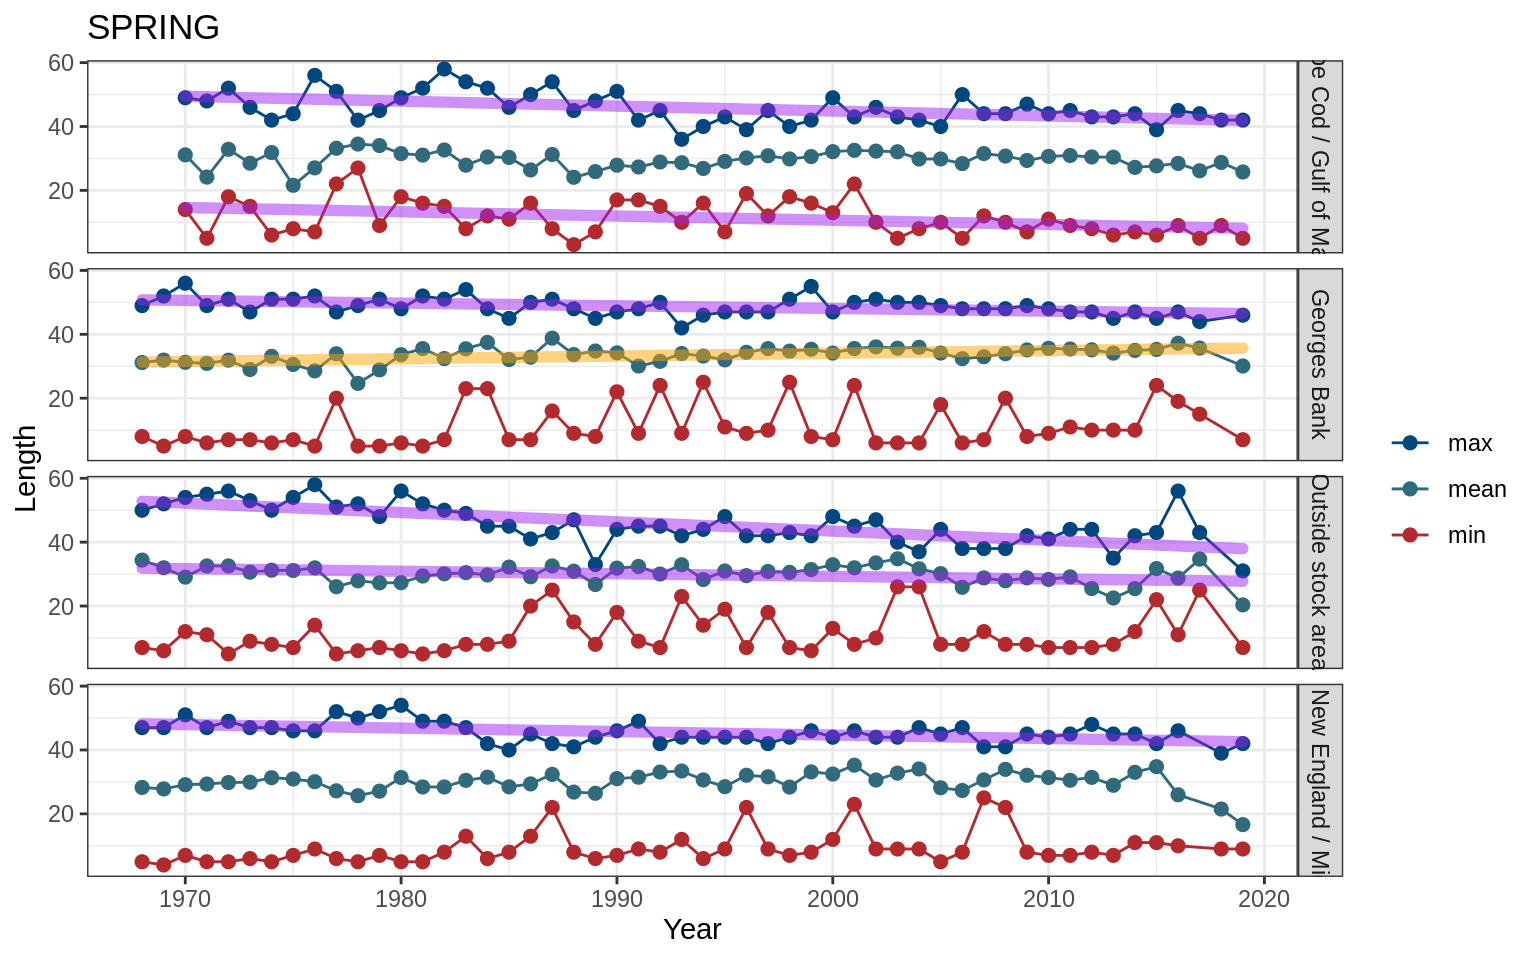 SPRING
60
40
20
pe Cod / Gulf of Ma
60
40
20
Georges Bank
60
40
20
Outside stock area
60
40
20
New England / Mi
1970 1980 1990 2000 2010 2020
Year
Length
max
mean
min